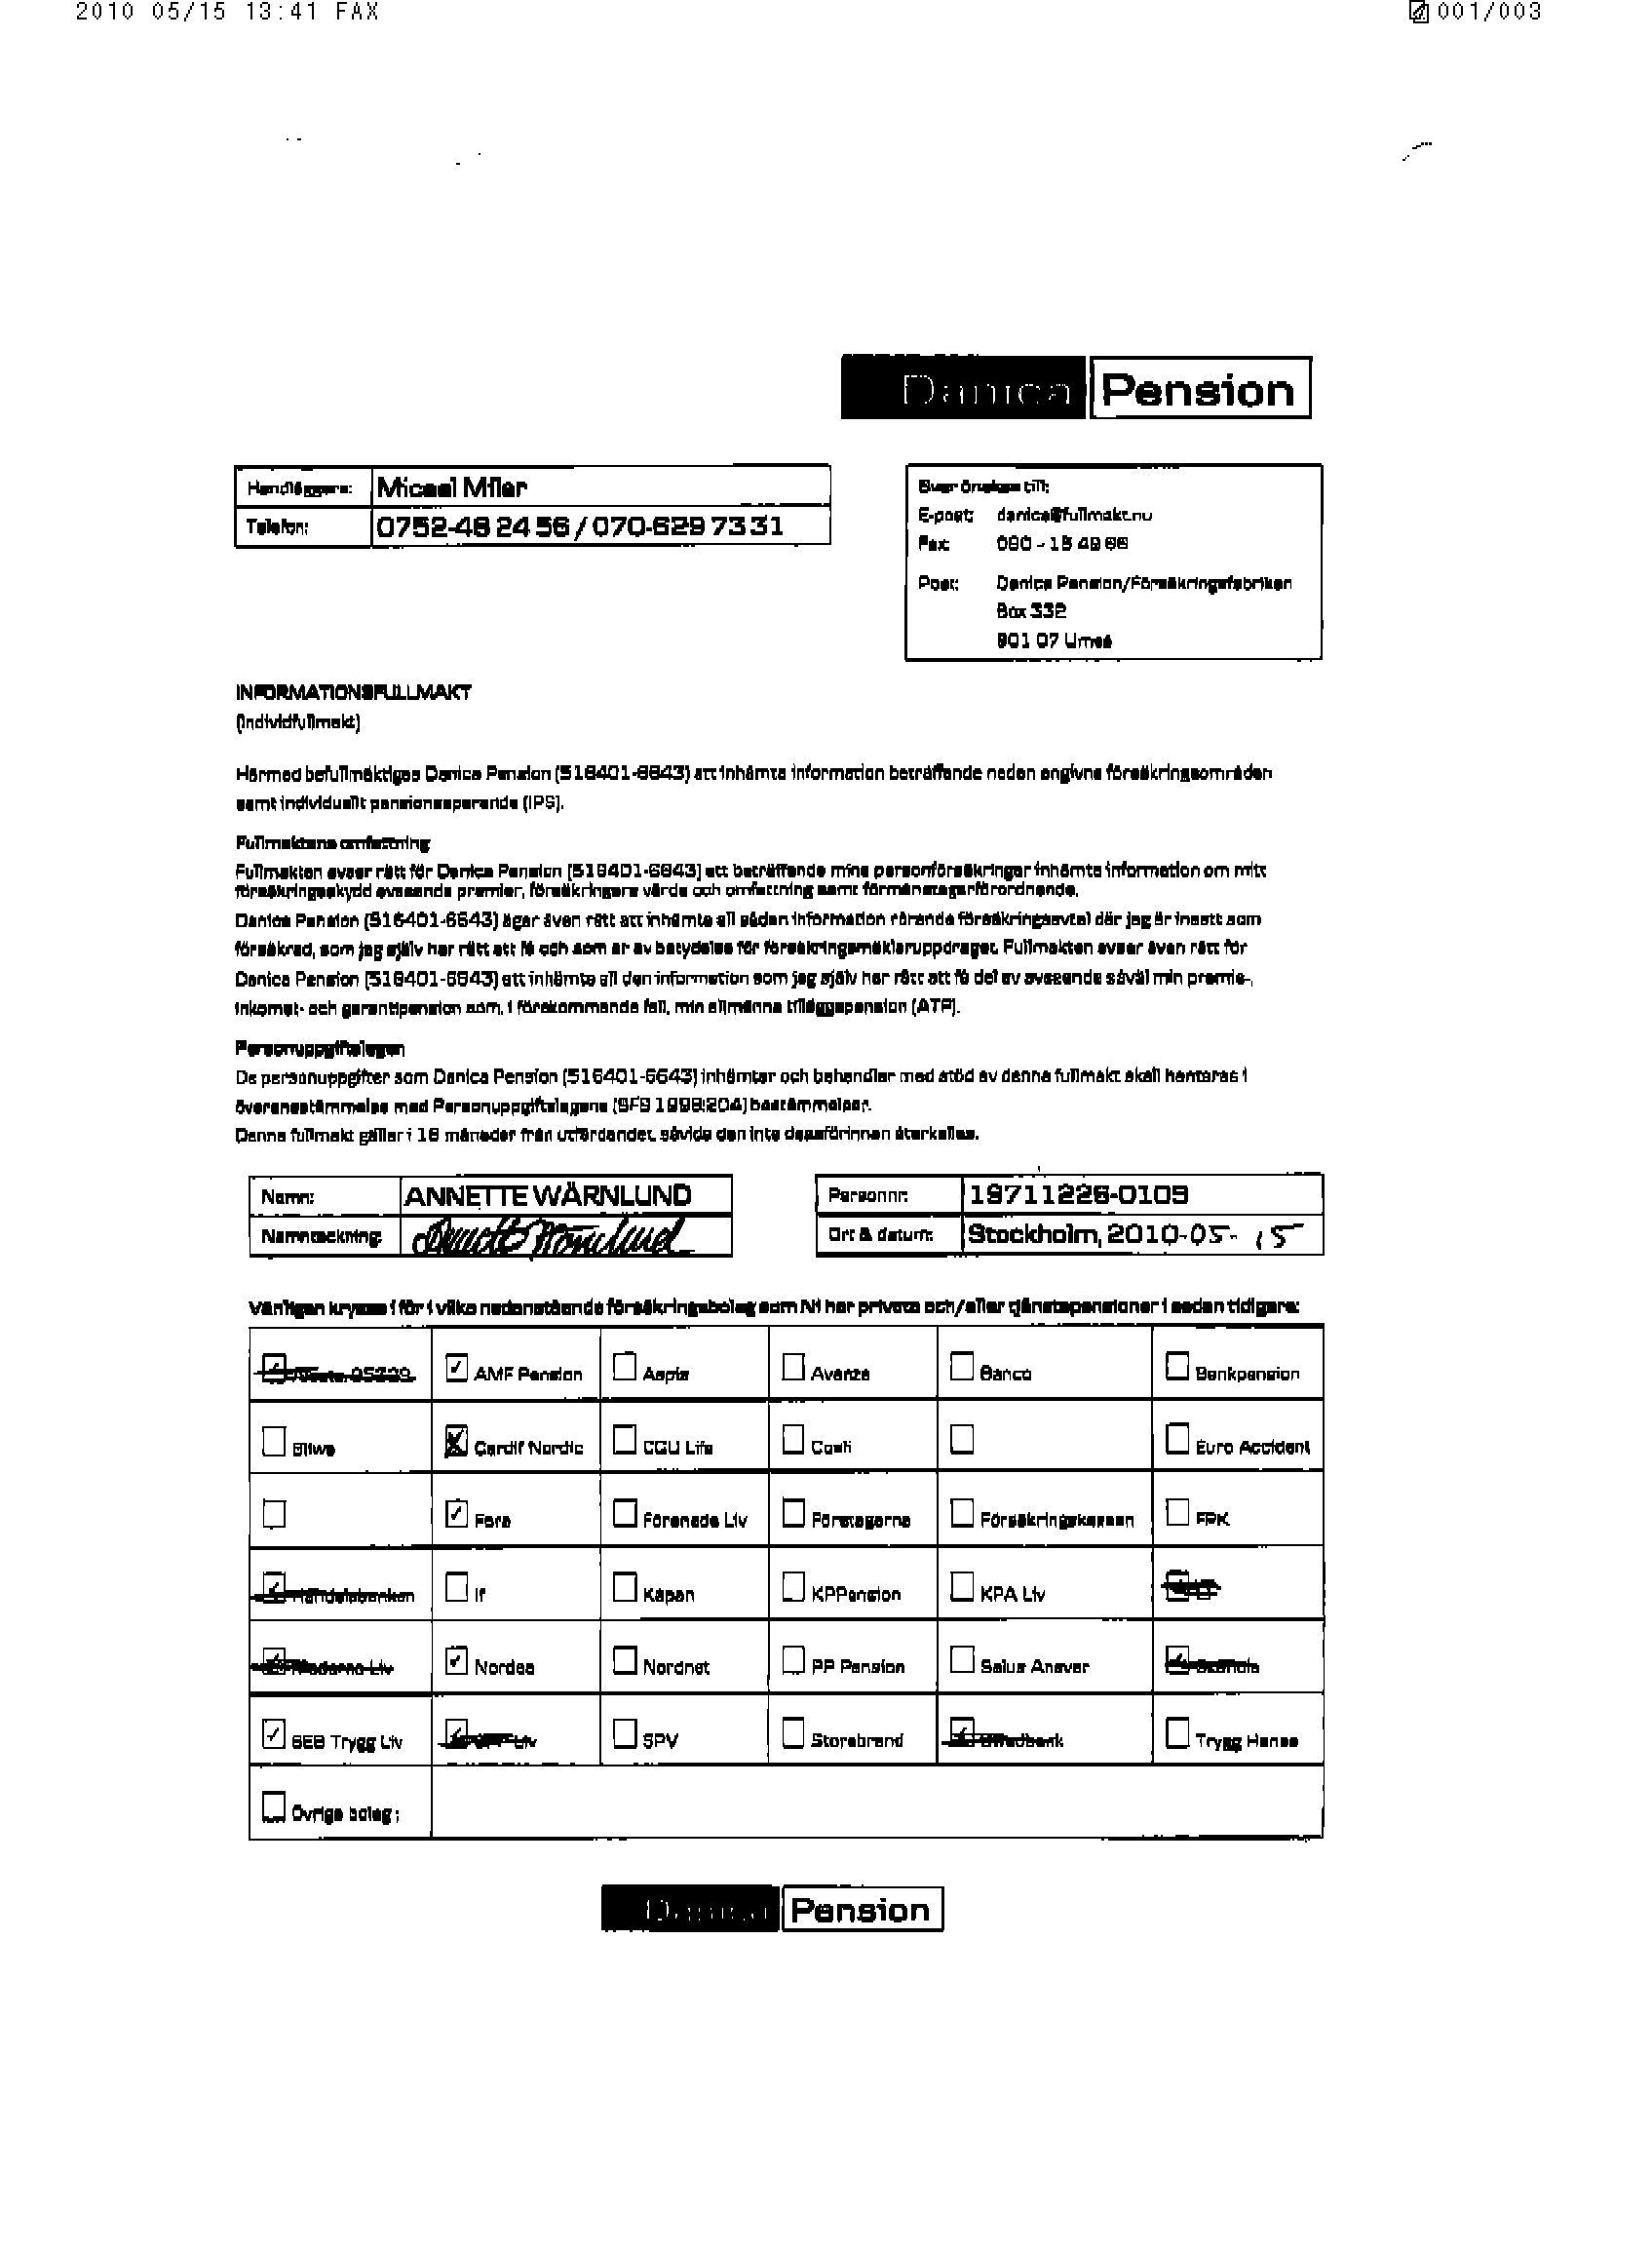 2010 05/15 13:41 FAX 001/003
Danica Pension
Handläggare: Micael Mfler
Telefon: 0752-48 24 56 / 070-629 73 31
Svar önskas till:
E-post: danica@fullmakt.nu
Fax: 090 - 15 49 66
Post: Danica Pension/Försäkringsfabriken
Box 332
901 07 Umeå
INFORMATIONSFULLMAKT
(Individfullmakt)
Härmed befullmäktigas Danica Pension (516401-6643) att inhämta information beträffande nedan angivna försäkringsområden
samt individuellt pensionssparande (IPS).
Fullmaktens omfattning
Fullmakten avser rätt för Danica Pension (516401-6643) att beträffande mina personförsäkringar inhämta information om mitt
försäkringsskydd avseende premier, försäkringens värde och omfattning samt förmånstagarförordnande.
Danica Pension (516401-6643) äger även rätt att inhämta all sådan information rörande försäkringsavtal där jag är insatt som
försäkrad, som jag själv har rätt att få och som är av betydelse för försäkringsmäklaruppdraget. Fullmakten avser även rätt för
Danica Pension (516401-6643) att inhämta all den information som jag själv har rätt att få del av avseende såväl min premie-,
inkomst- och garantipension som, i förekommande fall, min allmänna tilläggspension (ATP).
Personuppgiftslagen
De personuppgifter som Danica Pension (516401-6643) inhämtar och behandlar med stöd av denna fullmakt skall hanteras i
överensstämmelse med Personuppgiftslagens (SFS 1998:204) bestämmelser.
Denna fullmakt gäller i 18 månader från utfärdandet, såvida den inte dessförinnan återkallas.
Namn: ANNETTE WÄRNLUND Personnr: 19711226-0109
Namnteckning: Annette Wärnlund Ort & datum: Stockholm, 2010-05-15
Vänligen kryssa i för i vilka nedanstående försäkringsbolag som Ni har privata och/eller tjänstepensioner i sedan tidigare:
AMF Pension Aspis Avanza Banco Bankpension
Bliwa Cardif Nordic CGU Life Coeli Euro Accident
Fora Förenade Liv Företagarna Försäkringskassan FPK
Handelsbanken If Kåpan KPPension KPA Liv
Moderna Liv Nordea Nordnet PP Pension Salus Ansvar Skandia
SEB Trygg Liv SPP Liv SPV Storebrand Swedbank Trygg Hansa
Övriga bolag:
Danica Pension